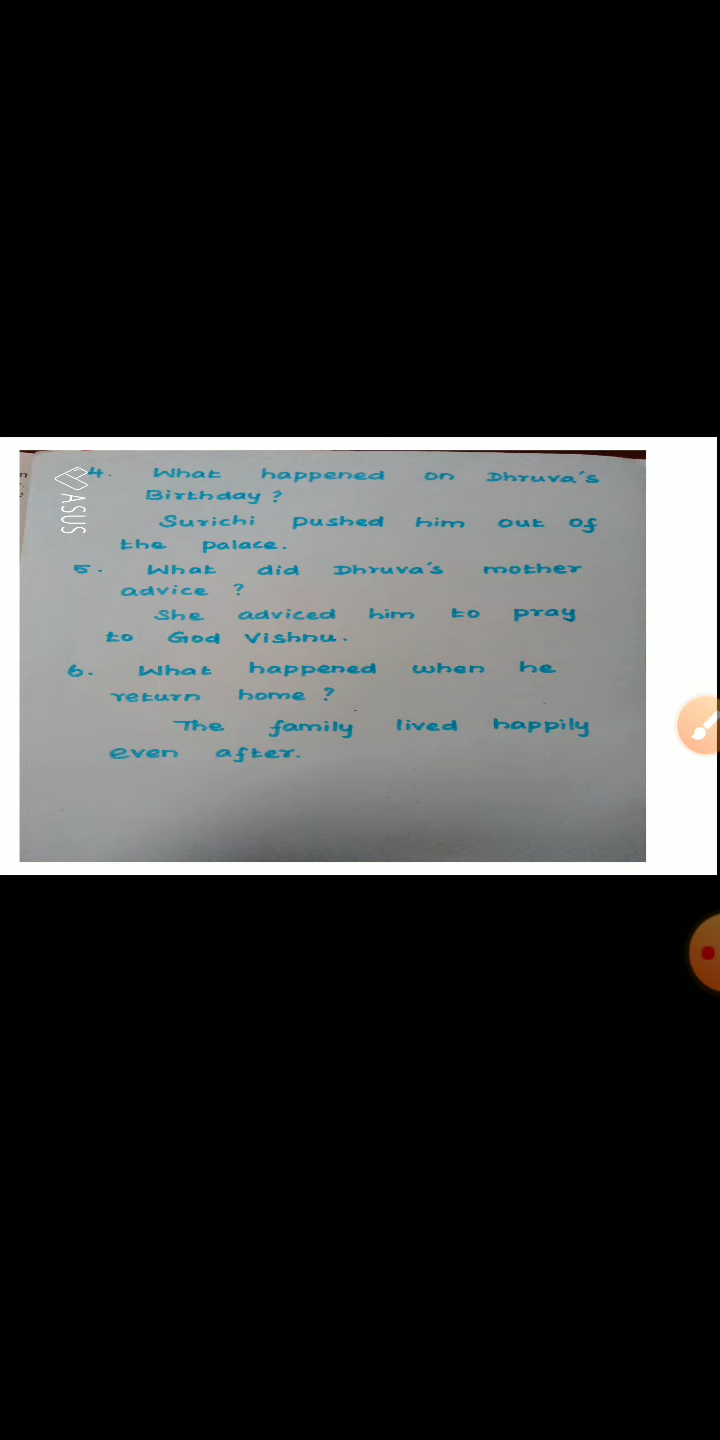 4. What happened on Dhruva's
Birthday ?
Surichi pushed him out of
the palace.
5. What did Dhruva's mother
advice ?
She adviced him to pray
to God Vishnu.
6. What happened when he
return home ?
The family lived happily
even after.
ASUS